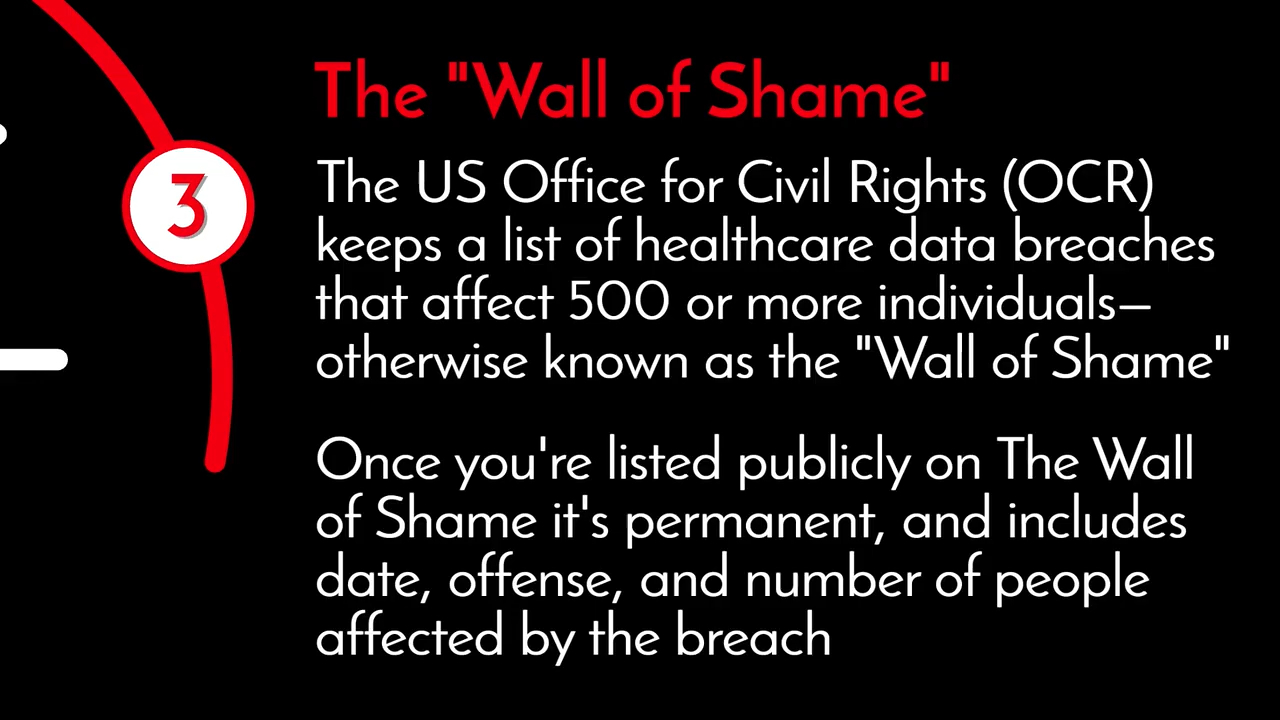 The "Wall of Shame"
3
The US Office for Civil Rights (OCR)
keeps a list of healthcare data breaches
that affect 500 or more individuals—
otherwise known as the "Wall of Shame"
Once you're listed publicly on The Wall
of Shame it's permanent, and includes
date, offense, and number of people
affected by the breach